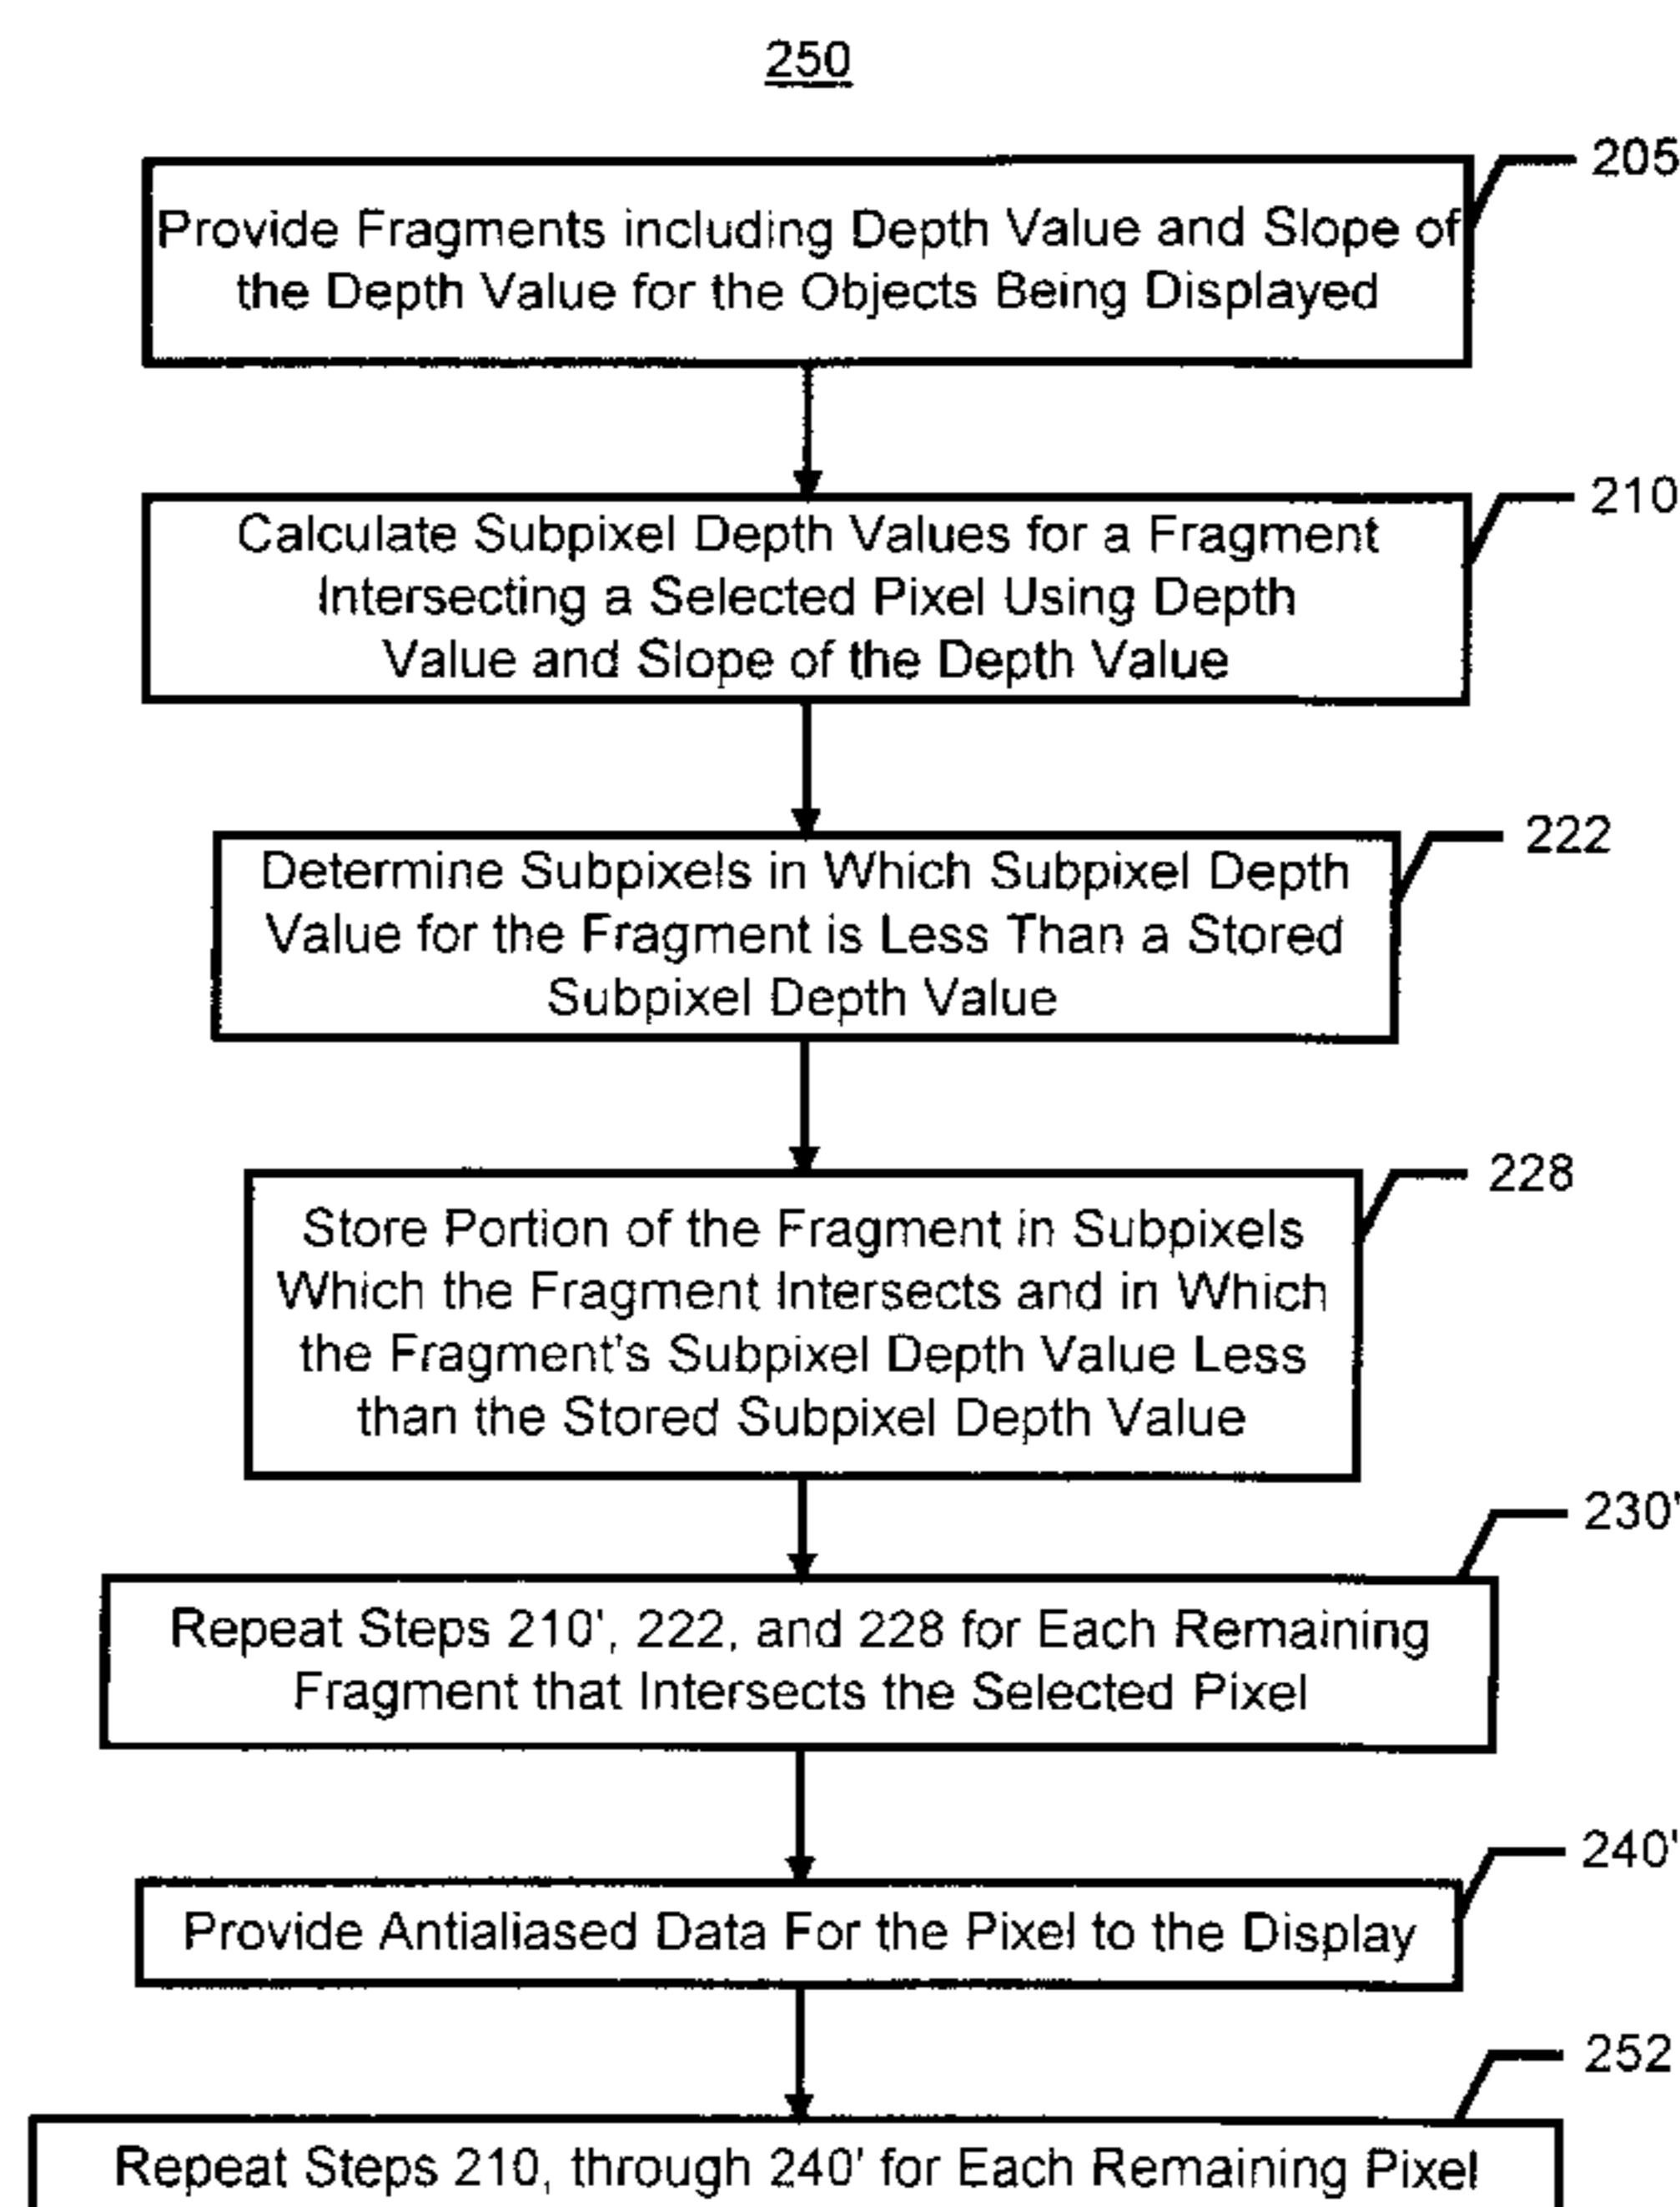 250
205
Provide Fragments including Depth Value and Slope of
the Depth Value for the Objects Being Displayed
210
Calculate Subpixel Depth Values for a Fragment
Intersecting a Selected Pixel Using Depth
Value and Slope of the Depth Value
222
Determine Subpixels in Which Subpixel Depth
Value for the Fragment is Less Than a Stored
Subpixel Depth Value
228
Store Portion of the Fragment in Subpixels
Which the Fragment Intersects and in Which
the Fragment's Subpixel Depth Value Less
than the Stored Subpixel Depth Value
230'
Repeat Steps 210', 222, and 228 for Each Remaining
Fragment that Intersects the Selected Pixel
240'
Provide Antialiased Data For the Pixel to the Display
252
Repeat Steps 210, through 240' for Each Remaining Pixel